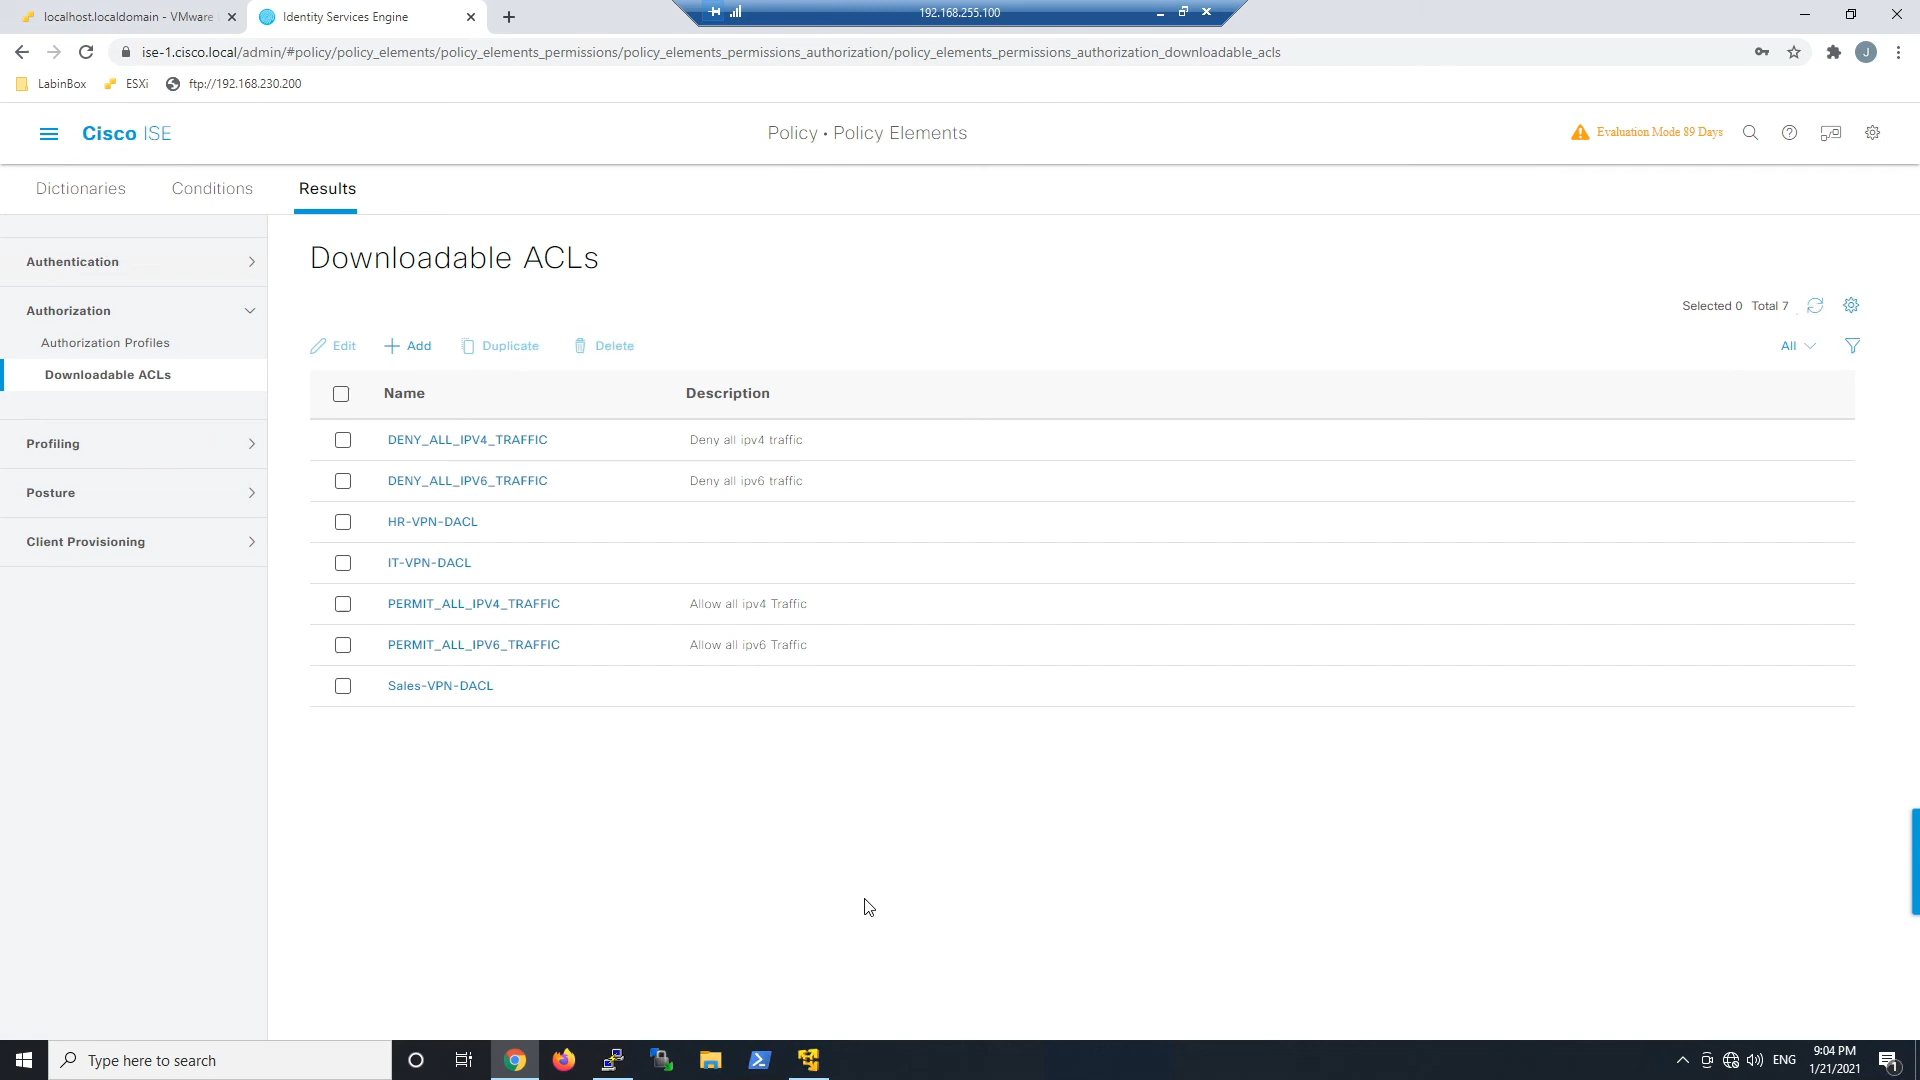 localhost.localdomain - VMware
Identity Services Engine
192.168.255.100
ise-1.cisco.local/admin/#policy/policy_elements/policy_elements_permissions/policy_elements_permissions_authorization/policy_elements_permissions_authorization_downloadable_acls
J
LabinBox
ESXi
ftp://192.168.230.200
Cisco ISE
Policy • Policy Elements
Evaluation Mode 89 Days
Dictionaries
Conditions
Results
Authentication
Authorization
Authorization Profiles
Downloadable ACLs
Profiling
Posture
Client Provisioning
Downloadable ACLs
Selected 0 Total 7
Edit
Add
Duplicate
Delete
All
Name Description
DENY_ALL_IPV4_TRAFFIC Deny all ipv4 traffic
DENY_ALL_IPV6_TRAFFIC Deny all ipv6 traffic
HR-VPN-DACL
IT-VPN-DACL
PERMIT_ALL_IPV4_TRAFFIC Allow all ipv4 Traffic
PERMIT_ALL_IPV6_TRAFFIC Allow all ipv6 Traffic
Sales-VPN-DACL
Type here to search
ENG
9:04 PM
1/21/2021
1